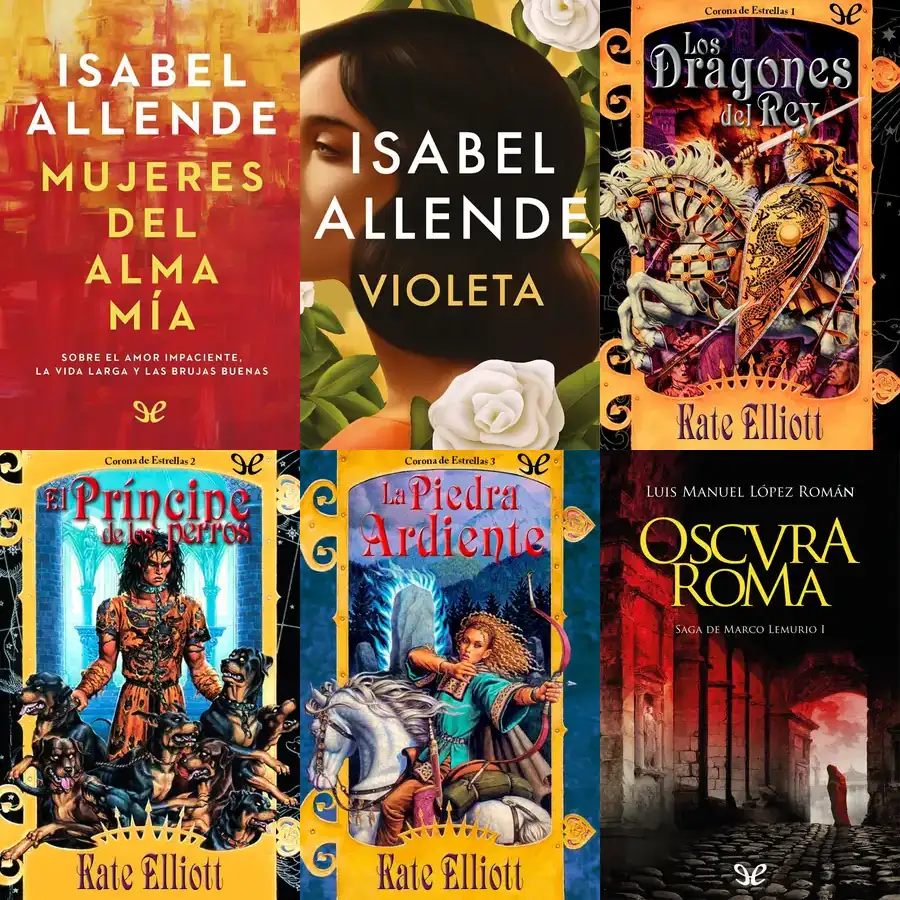 ISABEL
ALLENDE
MUJERES
DEL
ALMA
MÍA
SOBRE EL AMOR IMPACIENTE,
LA VIDA LARGA Y LAS BRUJAS BUENAS
ISABEL
ALLENDE
VIOLETA
Corona de Estrellas 1
Los
Dragones
del Rey
Kate Elliott
Corona de Estrellas 2
El Príncipe
de los perros
Kate Elliott
Corona de Estrellas 3
La Piedra
Ardiente
Kate Elliott
LUIS MANUEL LÓPEZ ROMÁN
OSCVRA
ROMA
SAGA DE MARCO LEMURIO I